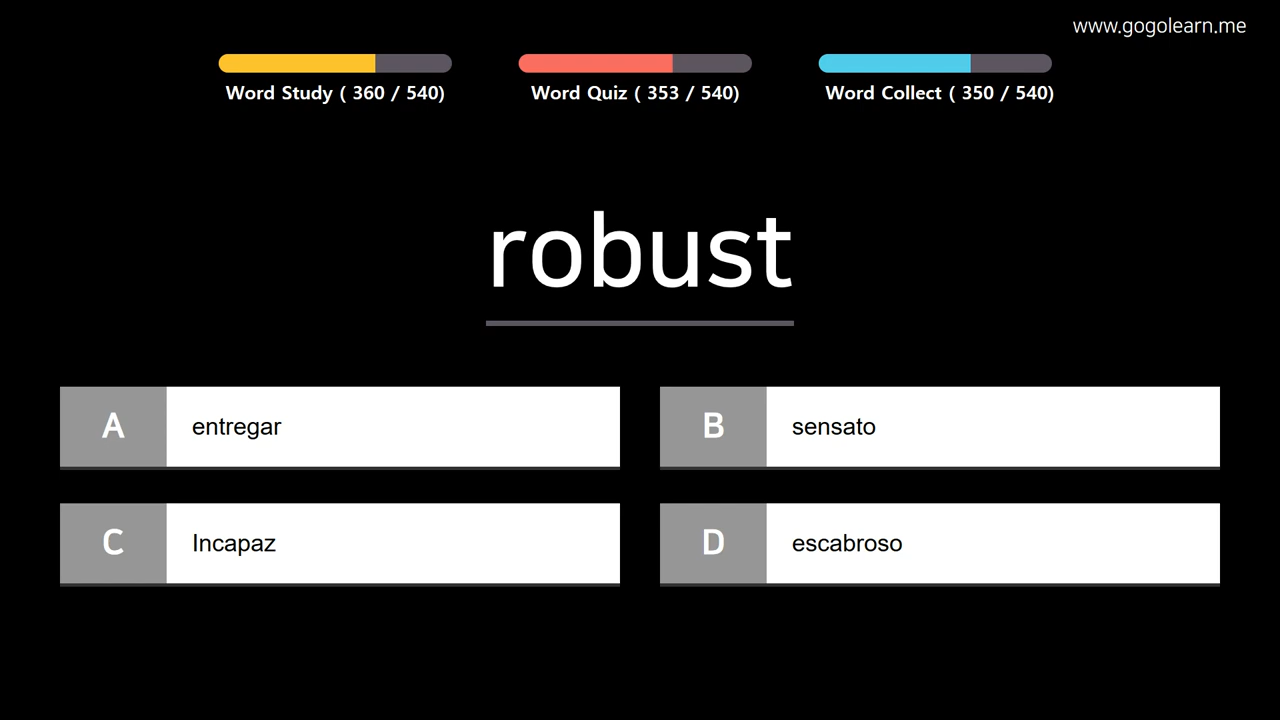 www.gogolearn.me
Word Study ( 360 / 540)
Word Quiz ( 353 / 540)
Word Collect ( 350 / 540)
robust
A entregar
B sensato
C Incapaz
D escabroso